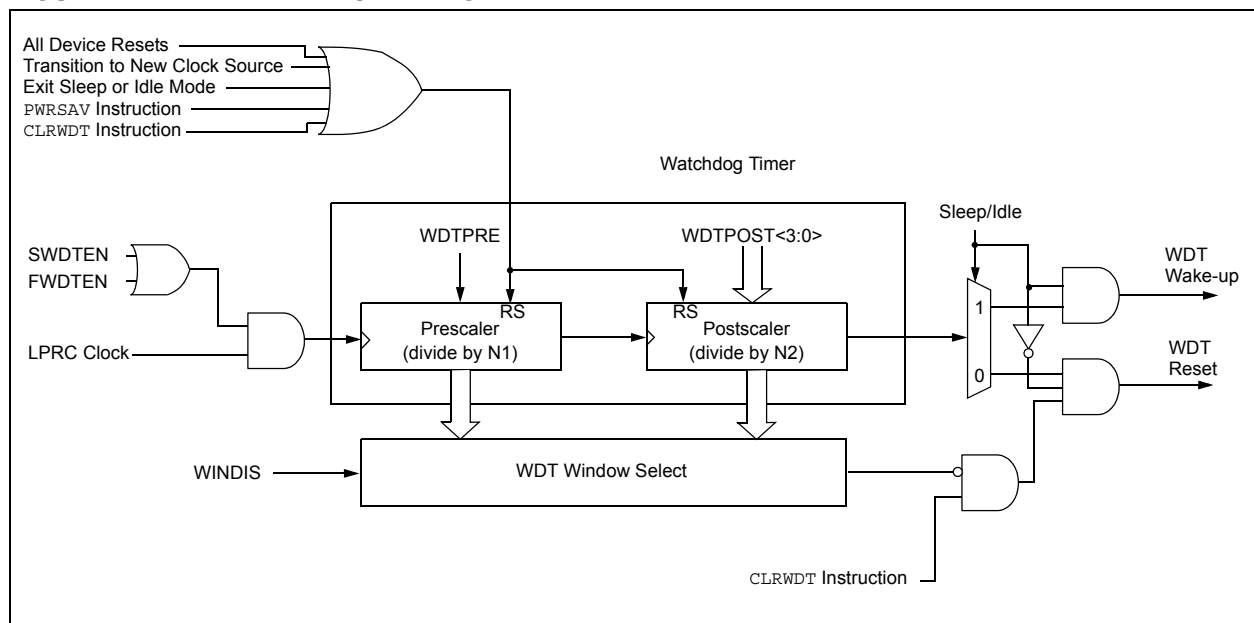 All Device Resets
Transition to New Clock Source
Exit Sleep or Idle Mode
PWRSAV Instruction
CLRWDT Instruction
Watchdog Timer
Sleep/Idle
SWDTEN
FWDTEN
WDTPRE
WDTPOST<3:0>
WDT
Wake-up
RS
RS
1
Prescaler
(divide by N1)
Postscaler
(divide by N2)
LPRC Clock
0
WDT
Reset
WINDIS
WDT Window Select
CLRWDT Instruction